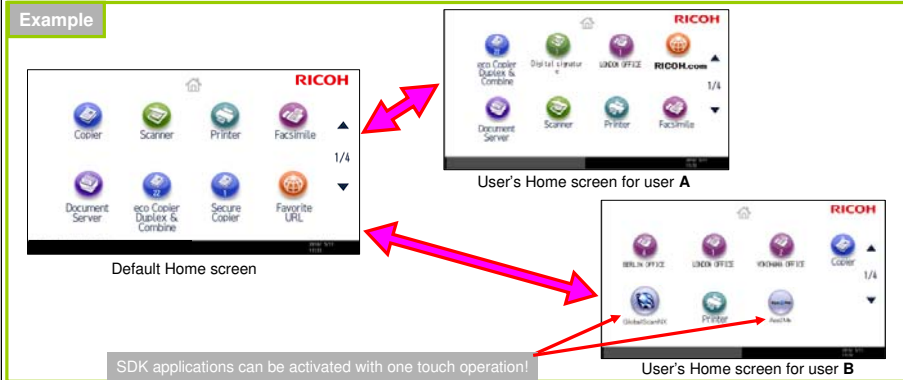 Example
RICOH
Copier
Scanner
Printer
Facsimile
1/4
Document
Server
22
eco Copier
Duplex &
Combine
1
Secure
Copier
Favorite
URL
Default Home screen
RICOH
eco Copier
Duplex &
Combine
Digital signatur
e
LONDON OFFICE
RICOH.com
1/4
Document
Server
Scanner
Printer
Facsimile
User's Home screen for user A
RICOH
BERLIN OFFICE
LONDON OFFICE
YOKOHAMA OFFICE
Copier
1/4
GlobalScanNX
Printer
User's Home screen for user B
SDK applications can be activated with one touch operation!